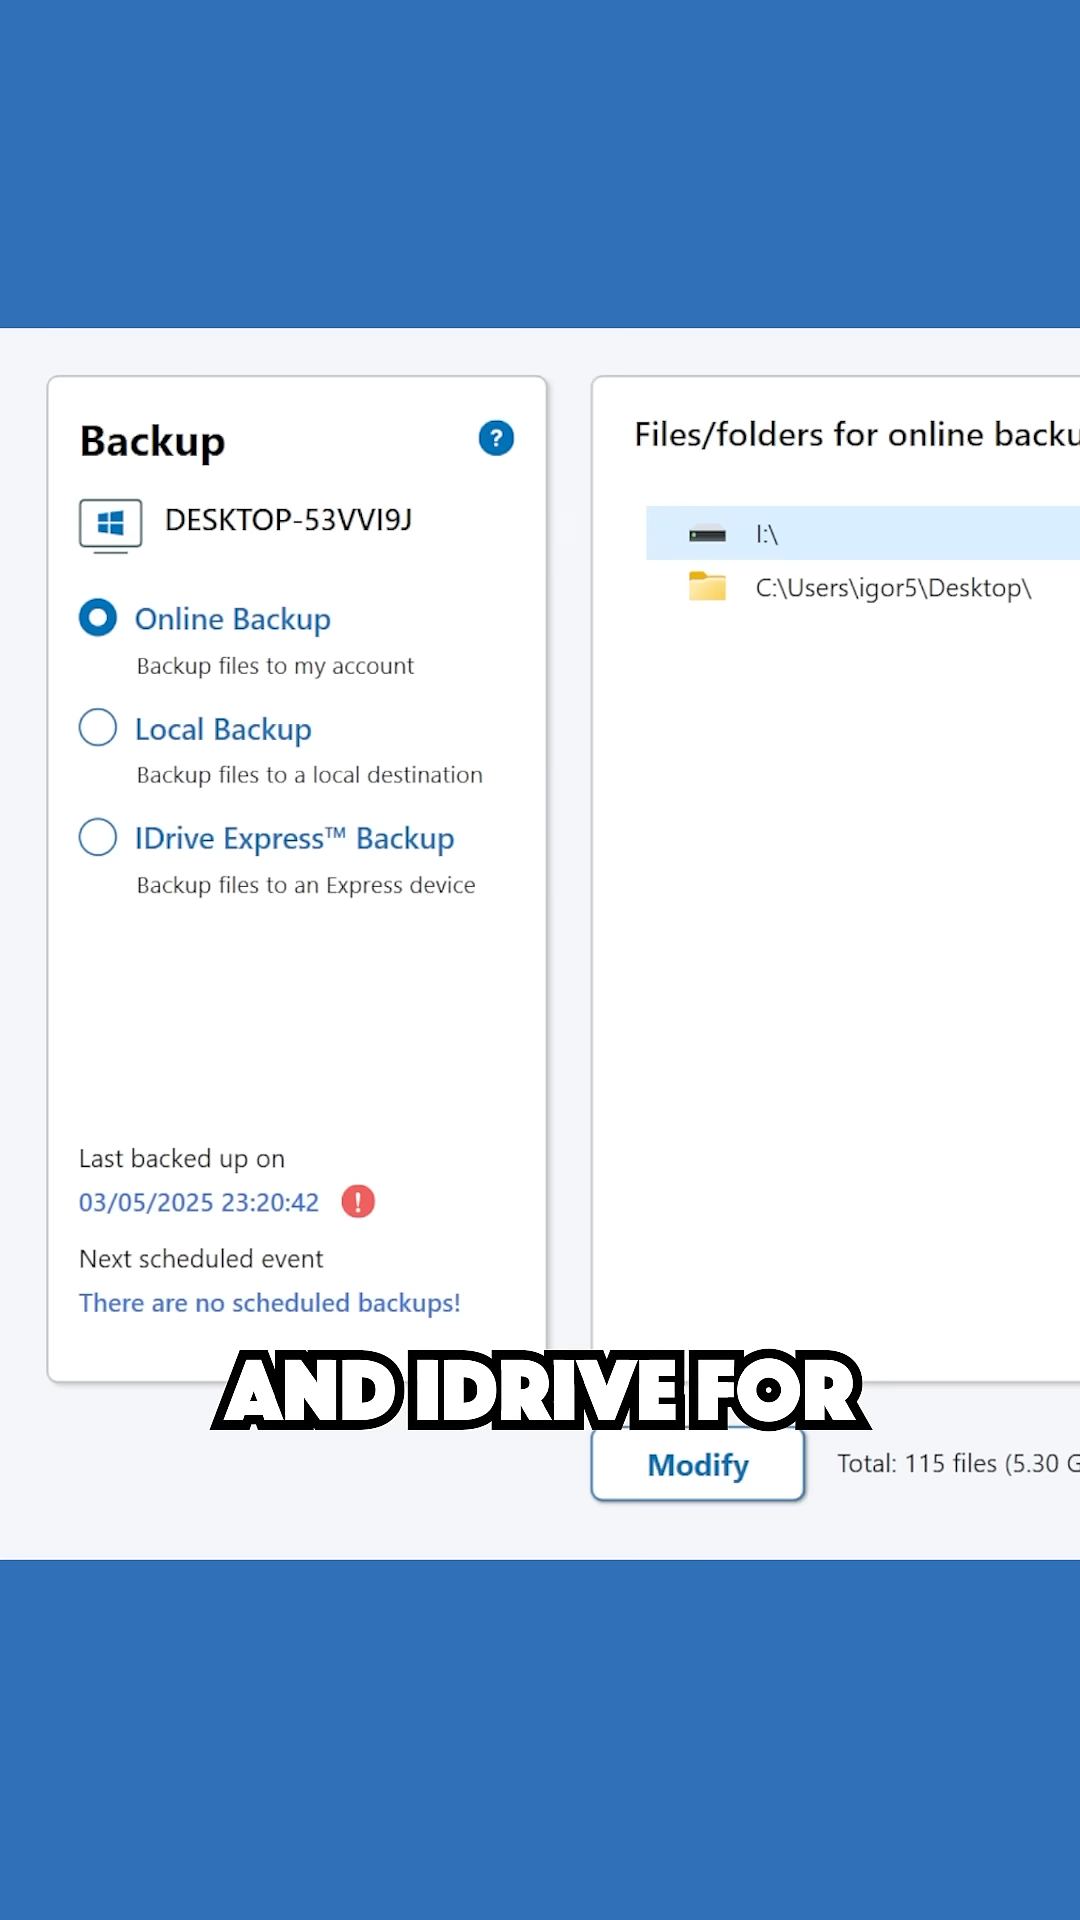 Backup
?
DESKTOP-53VVI9J
Online Backup
Backup files to my account
Local Backup
Backup files to a local destination
IDrive Express™ Backup
Backup files to an Express device
Last backed up on
03/05/2025 23:20:42
!
Next scheduled event
There are no scheduled backups!
Files/folders for online backu
I:\
C:\Users\igor5\Desktop\
AND IDRIVE FOR
Modify
Total: 115 files (5.30 G